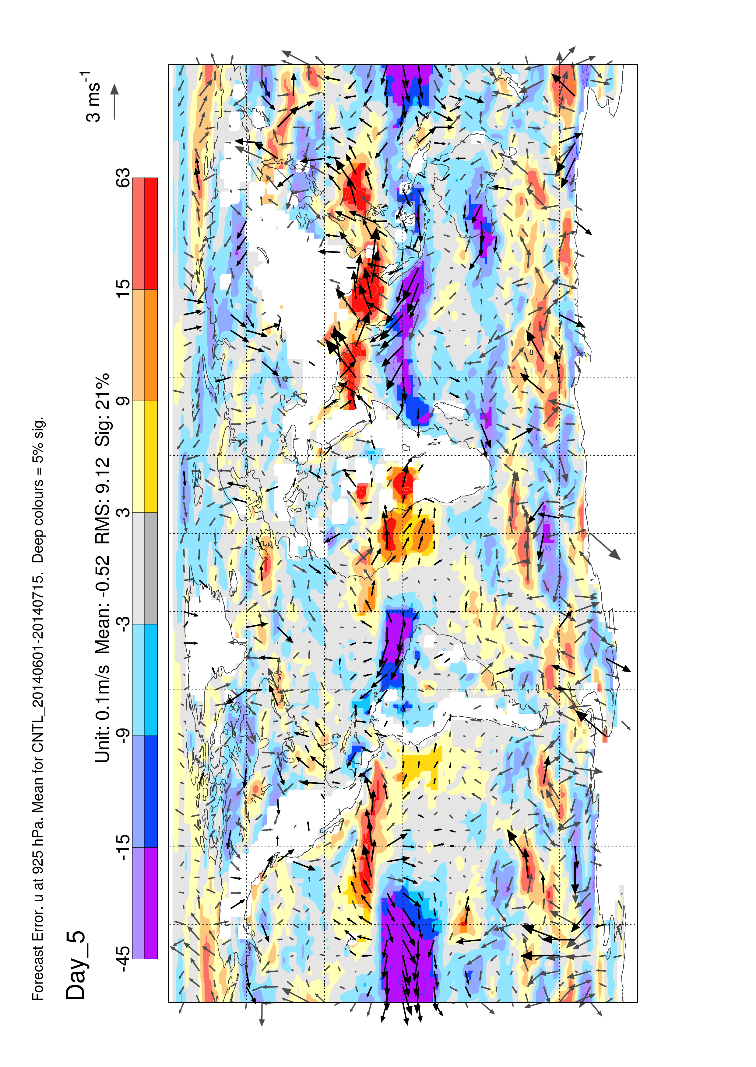 Forecast Error. u at 925 hPa. Mean for CNTL_20140601-20140715. Deep colours = 5% sig.
Day_5
Unit: 0.1m/s Mean: -0.52 RMS: 9.12 Sig: 21%
3 ms-1
-45 -15 -9 -3 3 9 15 63